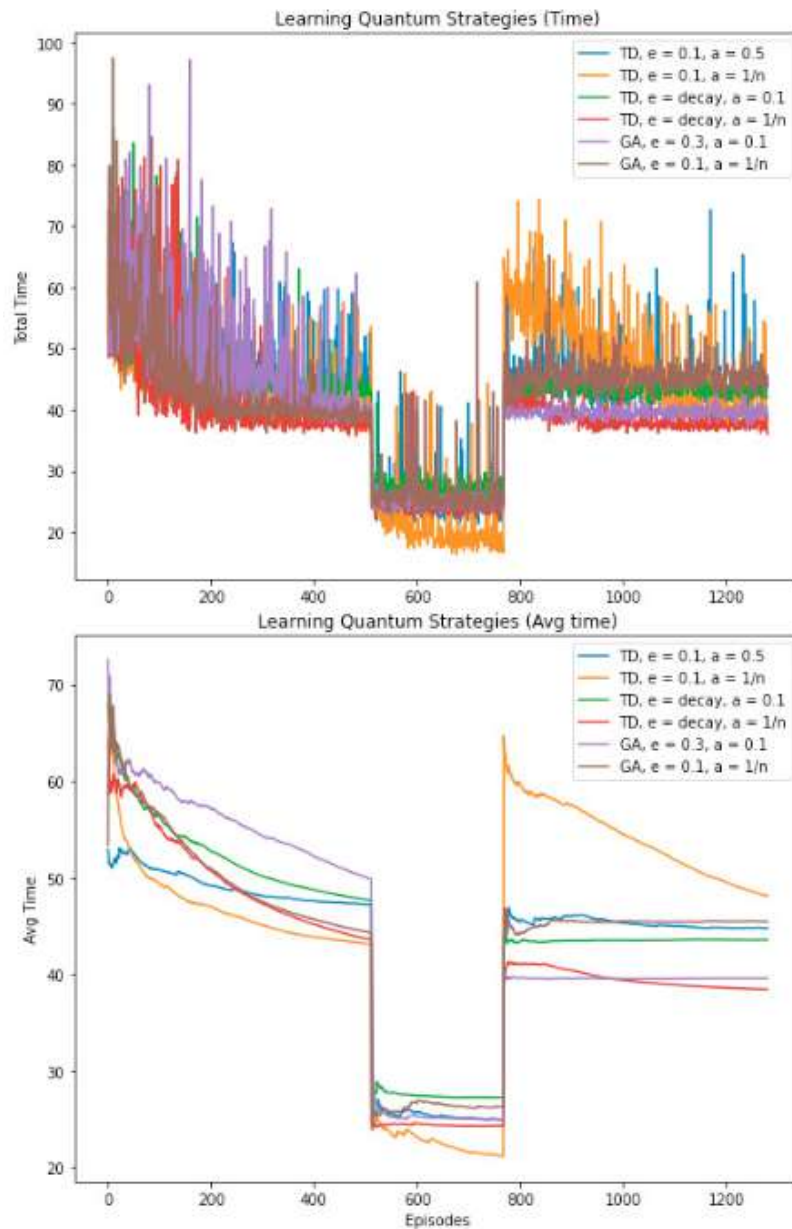 Learning Quantum Strategies (Time)
100
90
80
70
60
50
40
30
20
Total Time
TD, e = 0.1, a = 0.5
TD, e = 0.1, a = 1/n
TD, e = decay, a = 0.1
TD, e = decay, a = 1/n
GA, e = 0.3, a = 0.1
GA, e = 0.1, a = 1/n
0 200 400 600 800 1000 1200
Learning Quantum Strategies (Avg time)
70
60
50
40
30
20
Avg Time
TD, e = 0.1, a = 0.5
TD, e = 0.1, a = 1/n
TD, e = decay, a = 0.1
TD, e = decay, a = 1/n
GA, e = 0.3, a = 0.1
GA, e = 0.1, a = 1/n
0 200 400 600 800 1000 1200
Episodes